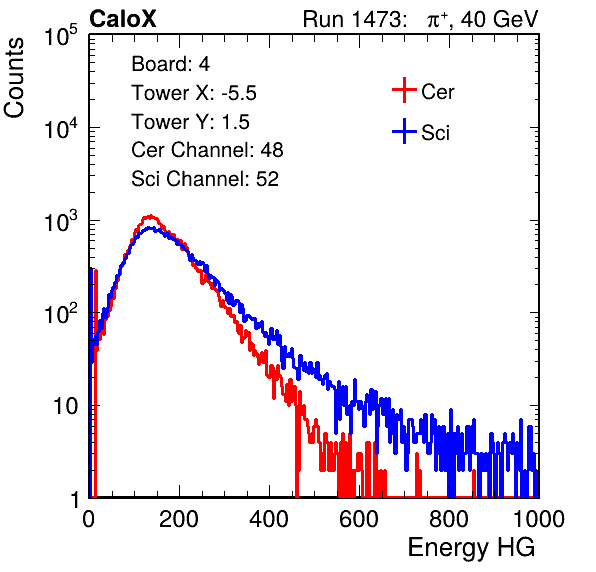 CaloX Run 1473: π⁺, 40 GeV
Counts
10⁵
10⁴
10³
10²
10
1
Board: 4
Tower X: -5.5
Tower Y: 1.5
Cer Channel: 48
Sci Channel: 52
Cer
Sci
0 200 400 600 800 1000
Energy HG